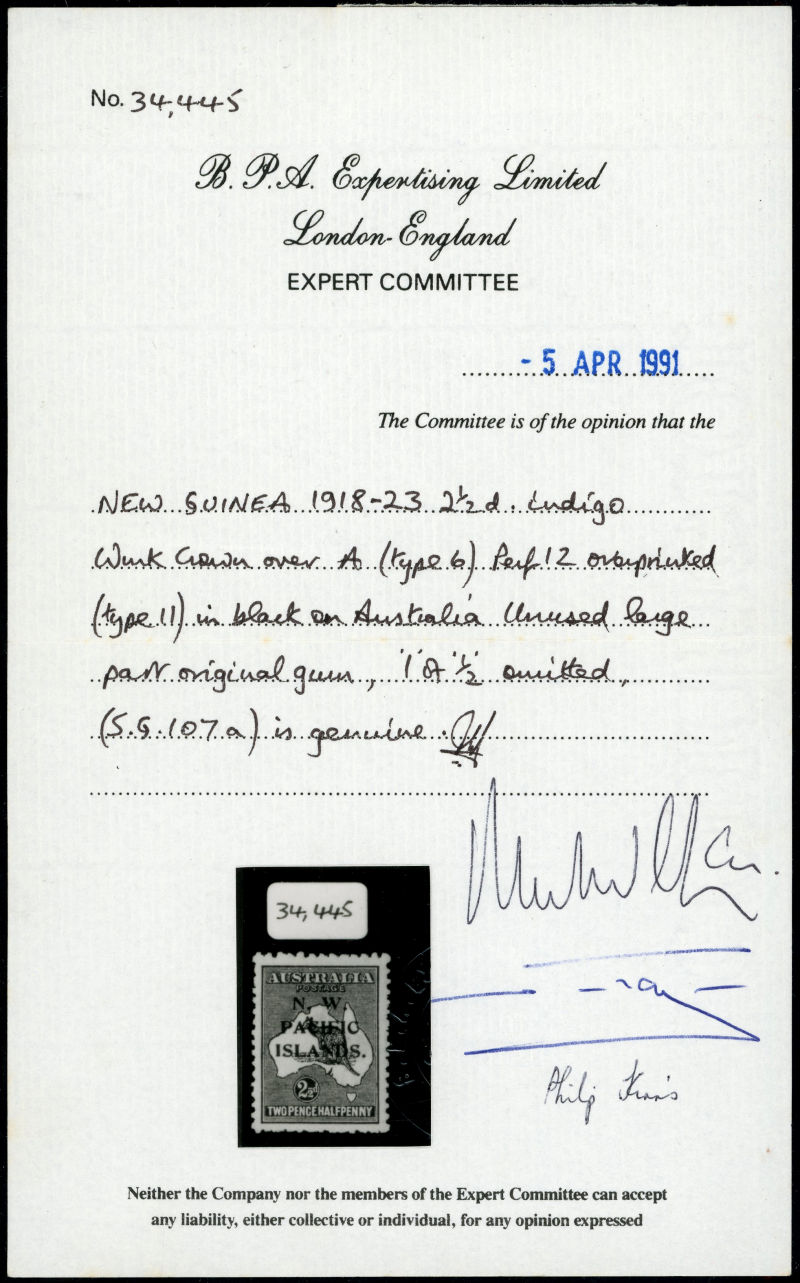 No. 34,445
B. P. A. Expertising Limited
London-England
EXPERT COMMITTEE
- 5 APR 1991
The Committee is of the opinion that the
NEW GUINEA 1918-23 2½d. indigo
Wmk Crown over A (type 6) Perf 12 overprinted
(type 11) in black on Australia Unused large
part original gum, '1' of '½' omitted,
(S.G. 107a) is genuine.
34,445
AUSTRALIA
POSTAGE
N. W.
PACIFIC
ISLANDS.
2½d
TWO PENCE HALFPENNY
Philip
Neither the Company nor the members of the Expert Committee can accept
any liability, either collective or individual, for any opinion expressed